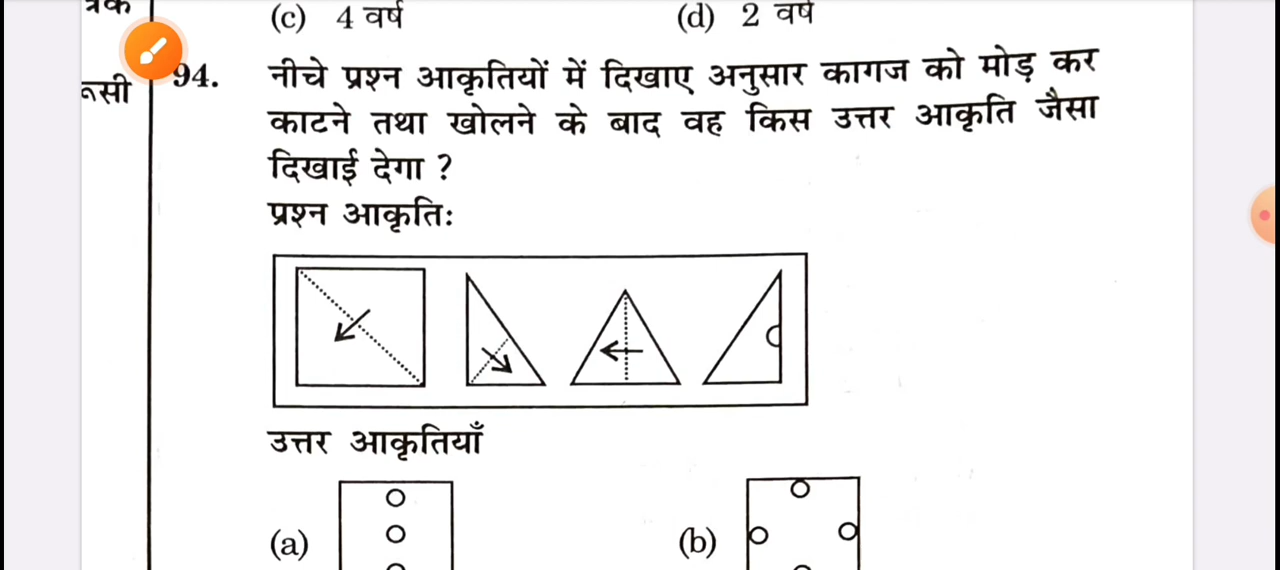 (c) 4 वर्ष (d) 2 वर्ष
94. नीचे प्रश्न आकृतियों में दिखाए अनुसार कागज को मोड़ कर
काटने तथा खोलने के बाद वह किस उत्तर आकृति जैसा
दिखाई देगा ?
प्रश्न आकृतिः
उत्तर आकृतियाँ
(a) (b)